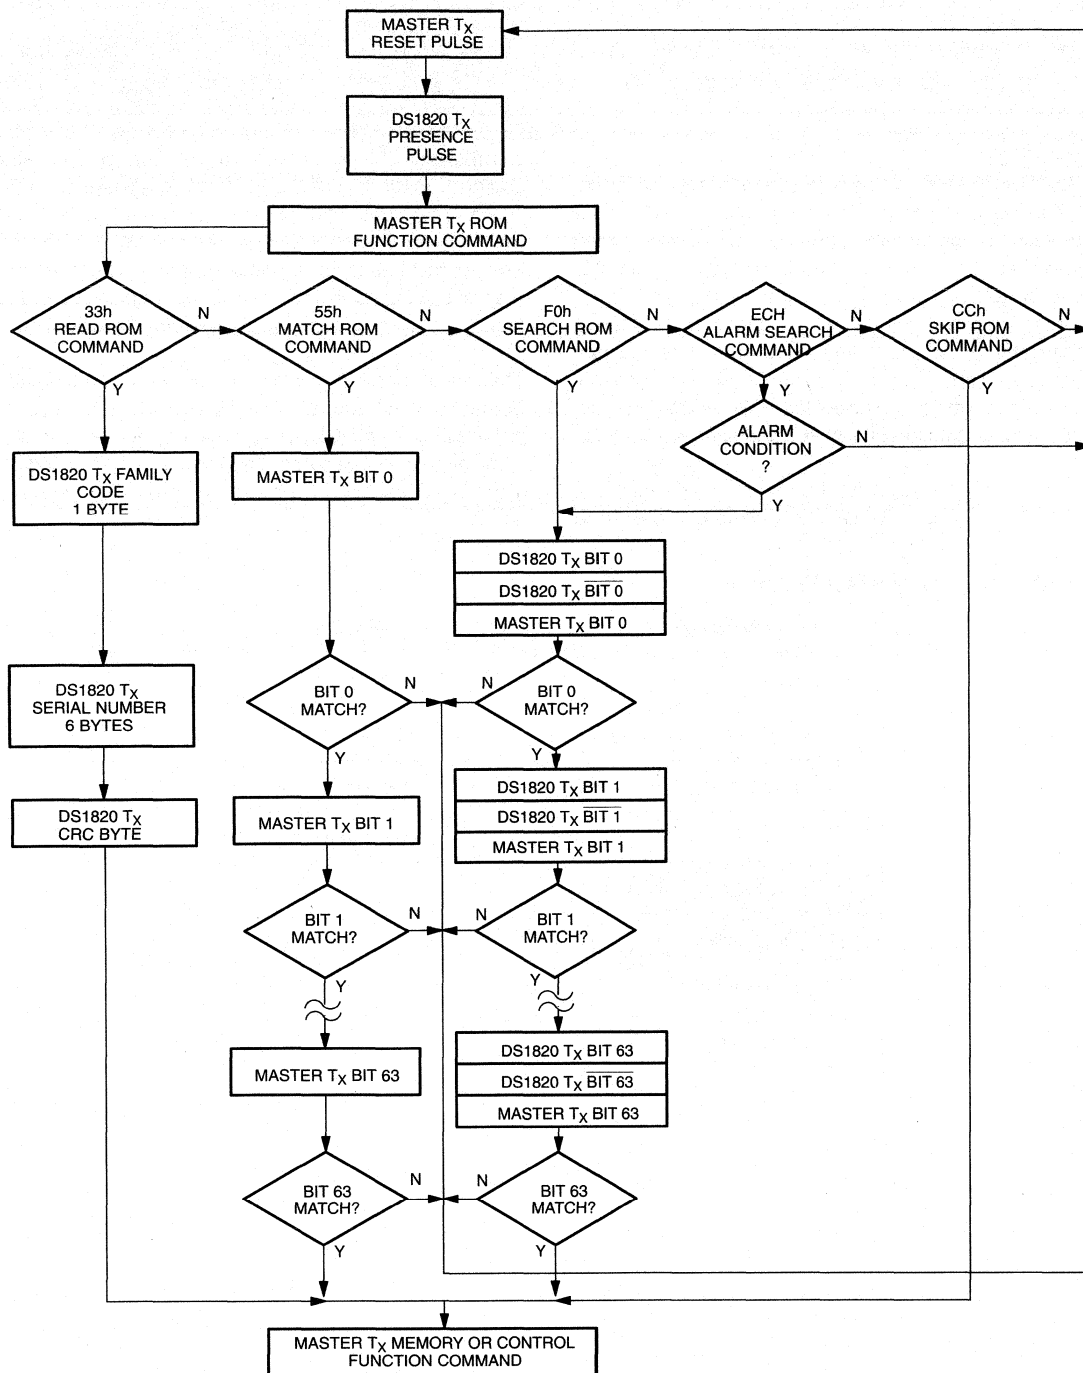 MASTER TX
RESET PULSE
DS1820 TX
PRESENCE
PULSE
MASTER TX ROM
FUNCTION COMMAND
33h
READ ROM
COMMAND
N
Y
55h
MATCH ROM
COMMAND
N
Y
F0h
SEARCH ROM
COMMAND
N
Y
ECH
ALARM SEARCH
COMMAND
N
Y
CCh
SKIP ROM
COMMAND
N
Y
ALARM
CONDITION
?
N
Y
DS1820 TX FAMILY
CODE
1 BYTE
MASTER TX BIT 0
DS1820 TX BIT 0
DS1820 TX BIT 0
MASTER TX BIT 0
DS1820 TX
SERIAL NUMBER
6 BYTES
BIT 0
MATCH?
N
Y
N
BIT 0
MATCH?
Y
DS1820 TX
CRC BYTE
MASTER TX BIT 1
DS1820 TX BIT 1
DS1820 TX BIT 1
MASTER TX BIT 1
BIT 1
MATCH?
N
Y
N
BIT 1
MATCH?
Y
MASTER TX BIT 63
DS1820 TX BIT 63
DS1820 TX BIT 63
MASTER TX BIT 63
BIT 63
MATCH?
N
Y
N
BIT 63
MATCH?
Y
MASTER TX MEMORY OR CONTROL
FUNCTION COMMAND